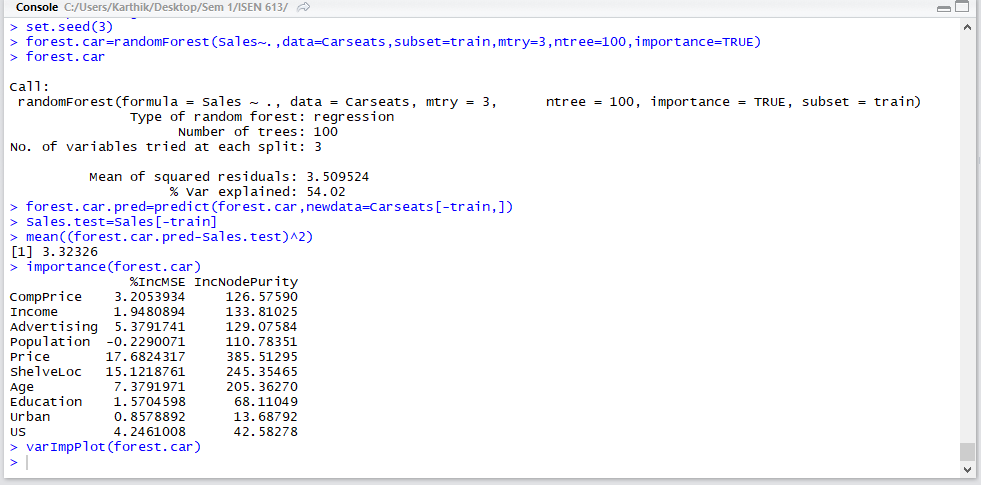 Console C:/Users/Karthik/Desktop/Sem 1/ISEN 613/
> set.seed(3)
> forest.car=randomForest(Sales~.,data=Carseats,subset=train,mtry=3,ntree=100,importance=TRUE)
> forest.car
Call:
randomForest(formula = Sales ~ ., data = Carseats, mtry = 3, ntree = 100, importance = TRUE, subset = train)
Type of random forest: regression
Number of trees: 100
No. of variables tried at each split: 3
Mean of squared residuals: 3.509524
% Var explained: 54.02
> forest.car.pred=predict(forest.car,newdata=Carseats[-train,])
> Sales.test=Sales[-train]
> mean((forest.car.pred-Sales.test)^2)
[1] 3.32326
> importance(forest.car)
%IncMSE IncNodePurity
CompPrice 3.2053934 126.57590
Income 1.9480894 133.81025
Advertising 5.3791741 129.07584
Population -0.2290071 110.78351
Price 17.6824317 385.51295
ShelveLoc 15.1218761 245.35465
Age 7.3791971 205.36270
Education 1.5704598 68.11049
Urban 0.8578892 13.68792
US 4.2461008 42.58278
> varImpPlot(forest.car)
>